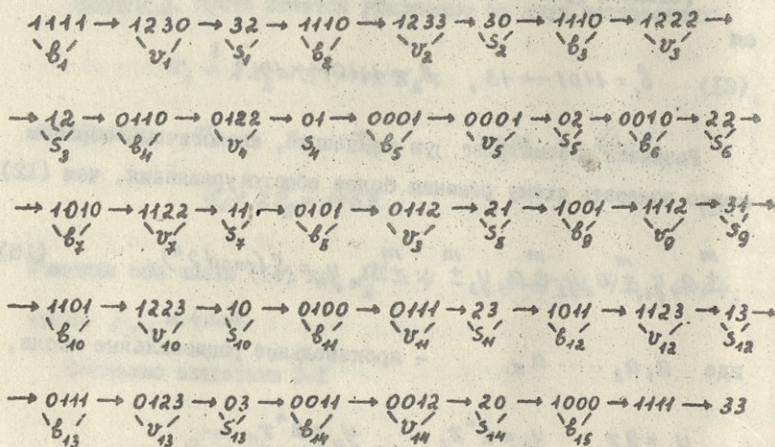 1111 → 1230 → 32 → 1110 → 1233 → 30 → 1110 → 1222 →
b₁ v₁ s₁ b₂ v₂ s₂ b₃ v₃
→ 12 → 0110 → 0122 → 01 → 0001 → 0001 → 02 → 0010 → 22 →
s₃ b₄ v₄ s₄ b₅ v₅ s₅ b₆ s₆
→ 1010 → 1122 → 11 → 0101 → 0112 → 21 → 1001 → 1112 → 31 →
b₇ v₇ s₇ b₈ v₈ s₈ b₉ v₉ s₉
→ 1101 → 1223 → 10 → 0100 → 0111 → 23 → 1011 → 1123 → 13 →
b₁₀ v₁₀ s₁₀ b₁₁ v₁₁ s₁₁ b₁₂ v₁₂ s₁₂
→ 0111 → 0123 → 03 → 0011 → 0012 → 20 → 1000 → 1111 → 33
b₁₃ v₁₃ s₁₃ b₁₄ v₁₄ s₁₄ b₁₅